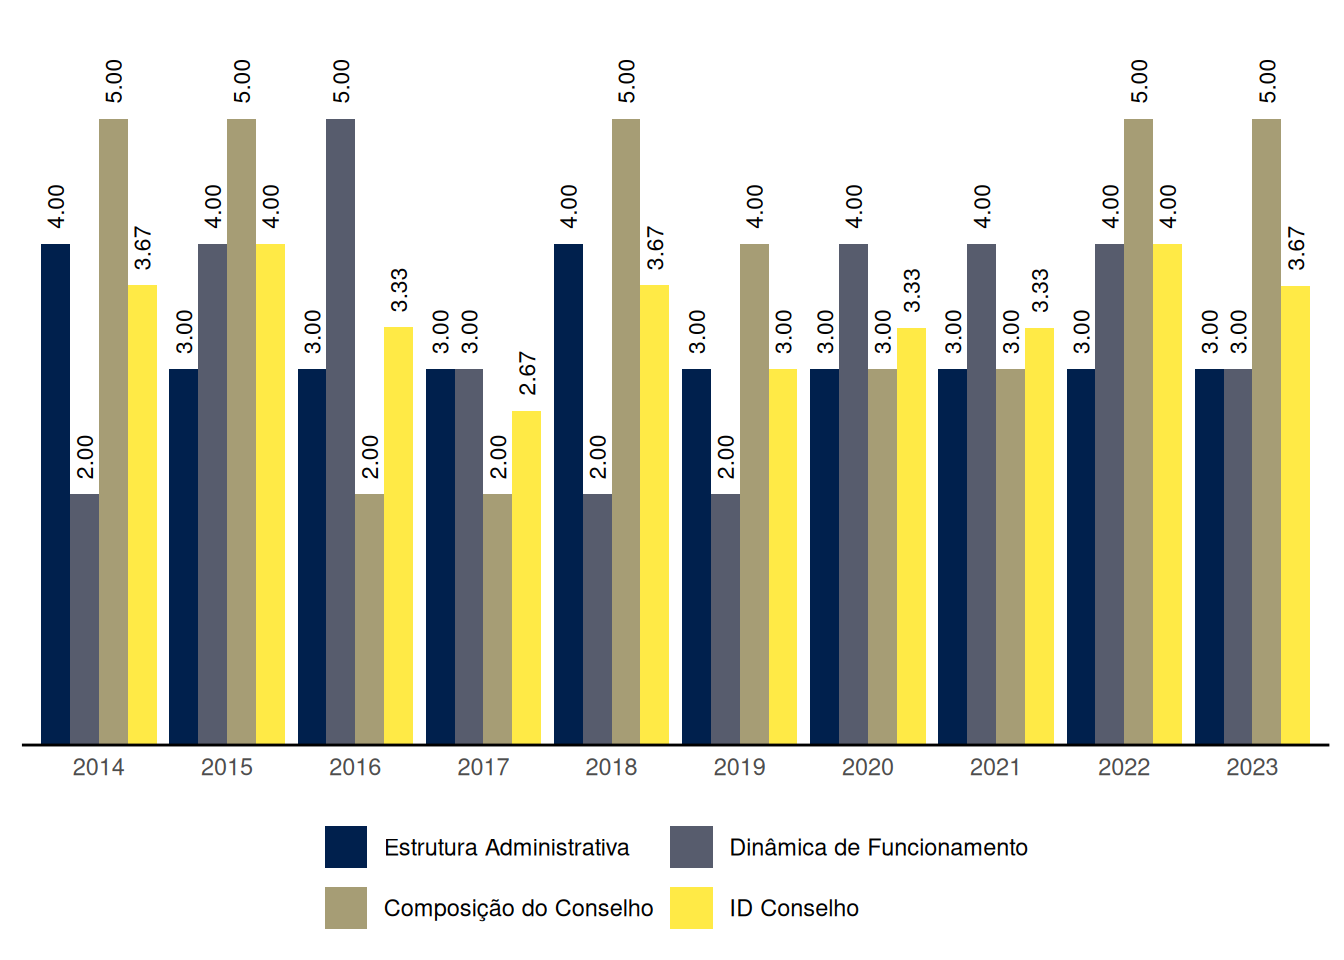 4.00 2.00 5.00 3.67 3.00 4.00 5.00 4.00 3.00 5.00 2.00 3.33 3.00 3.00 2.00 2.67 4.00 2.00 5.00 3.67 3.00 2.00 4.00 3.00 3.00 4.00 3.00 3.33 3.00 4.00 3.00 3.33 3.00 4.00 5.00 4.00 3.00 3.00 5.00 3.67
2014 2015 2016 2017 2018 2019 2020 2021 2022 2023
Estrutura Administrativa Dinâmica de Funcionamento
Composição do Conselho ID Conselho